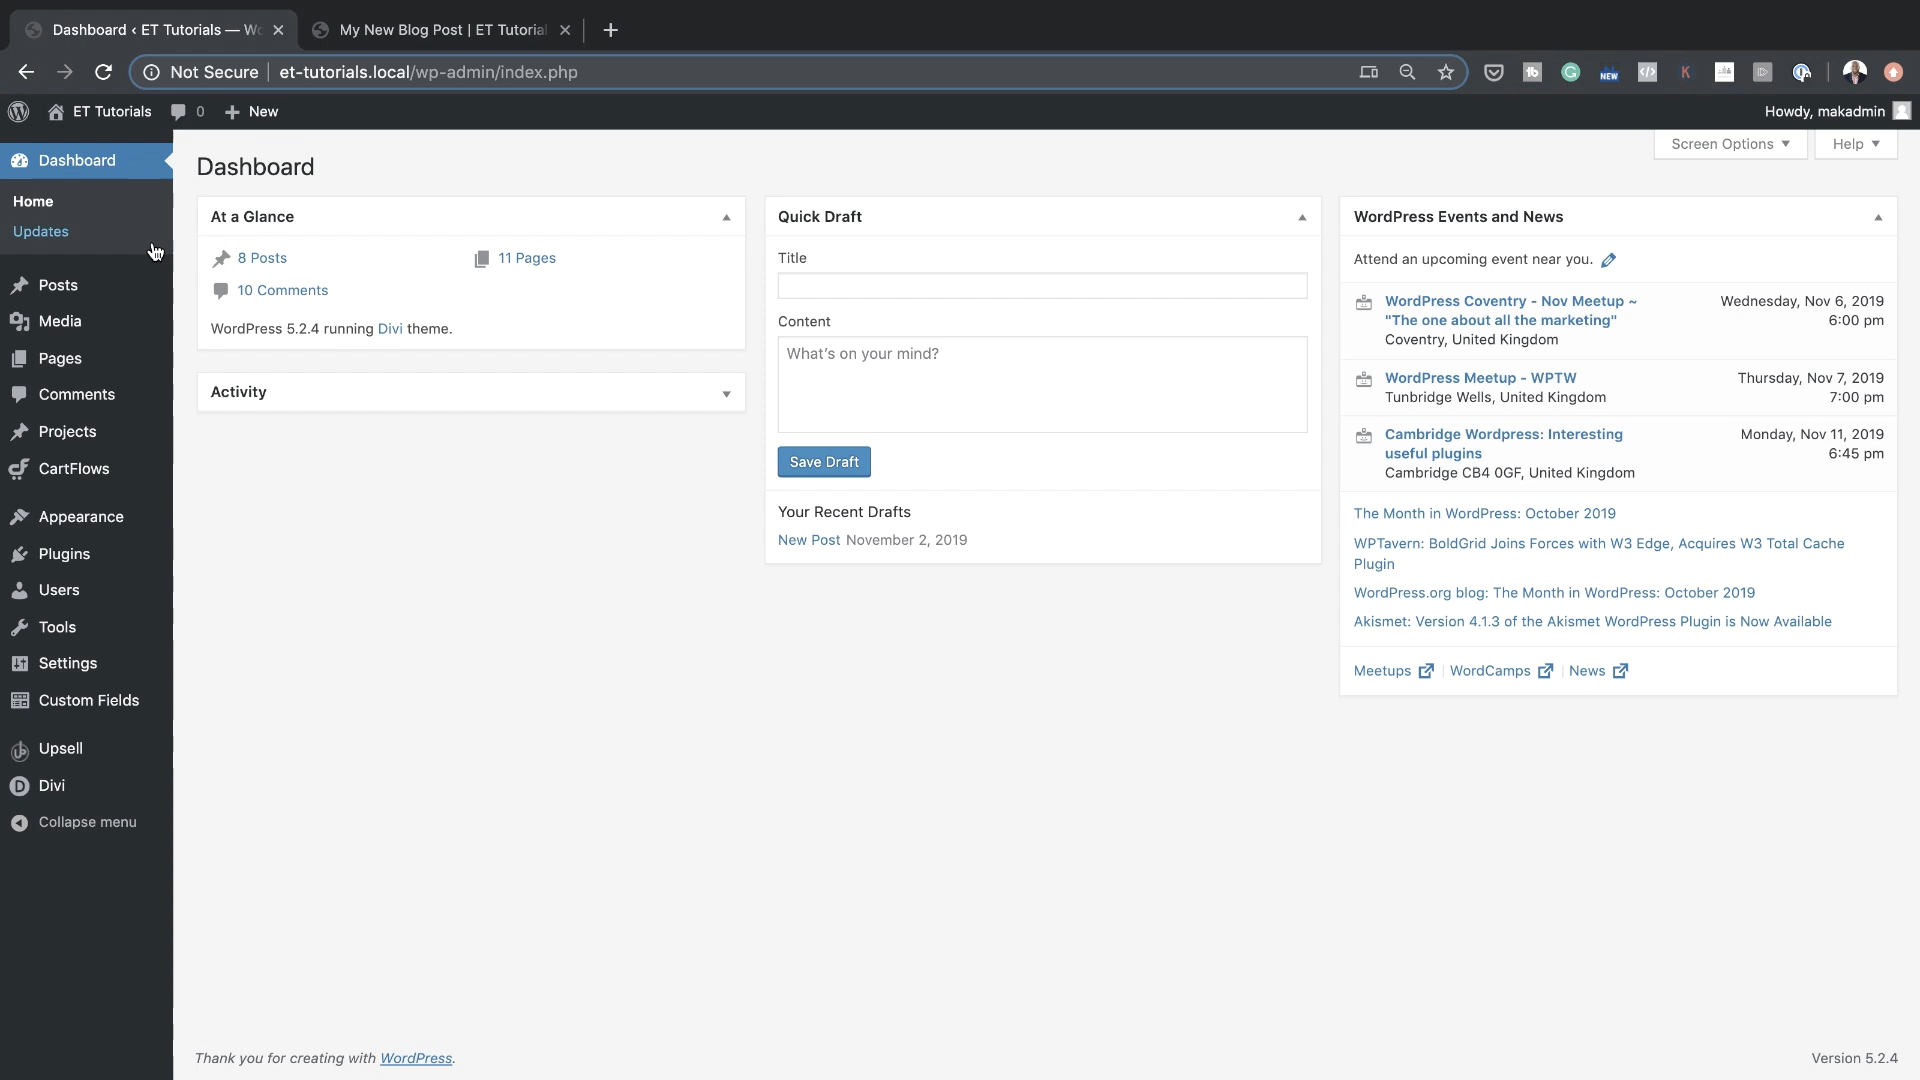 Dashboard ‹ ET Tutorials — Wo
My New Blog Post | ET Tutorial
Not Secure
et-tutorials.local/wp-admin/index.php
NEW
ET Tutorials
0
New
Howdy, makadmin
Dashboard
Home
Updates
Posts
Media
Pages
Comments
Projects
CartFlows
Appearance
Plugins
Users
Tools
Settings
Custom Fields
Upsell
Divi
Collapse menu
Screen Options
Help
Dashboard
At a Glance
8 Posts
11 Pages
10 Comments
WordPress 5.2.4 running Divi theme.
Activity
Quick Draft
Title
Content
What's on your mind?
Save Draft
Your Recent Drafts
New Post November 2, 2019
WordPress Events and News
Attend an upcoming event near you.
WordPress Coventry - Nov Meetup ~ Wednesday, Nov 6, 2019
"The one about all the marketing" 6:00 pm
Coventry, United Kingdom
WordPress Meetup - WPTW Thursday, Nov 7, 2019
Tunbridge Wells, United Kingdom 7:00 pm
Cambridge Wordpress: Interesting Monday, Nov 11, 2019
useful plugins 6:45 pm
Cambridge CB4 0GF, United Kingdom
The Month in WordPress: October 2019
WPTavern: BoldGrid Joins Forces with W3 Edge, Acquires W3 Total Cache
Plugin
WordPress.org blog: The Month in WordPress: October 2019
Akismet: Version 4.1.3 of the Akismet WordPress Plugin is Now Available
Meetups | WordCamps | News
Thank you for creating with WordPress.
Version 5.2.4